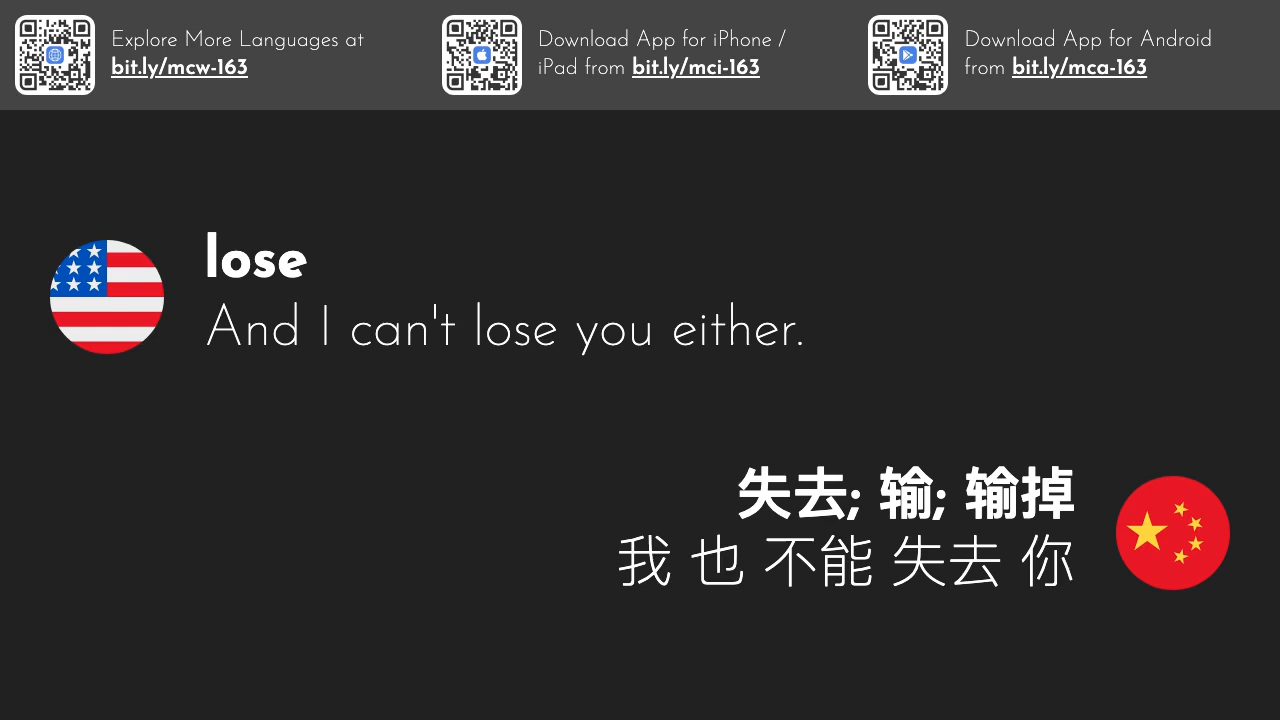 Explore More Languages at
bit.ly/mcw-163
Download App for iPhone /
iPad from bit.ly/mci-163
Download App for Android
from bit.ly/mca-163
lose
And I can't lose you either.
失去; 输; 输掉
我 也 不能 失去 你